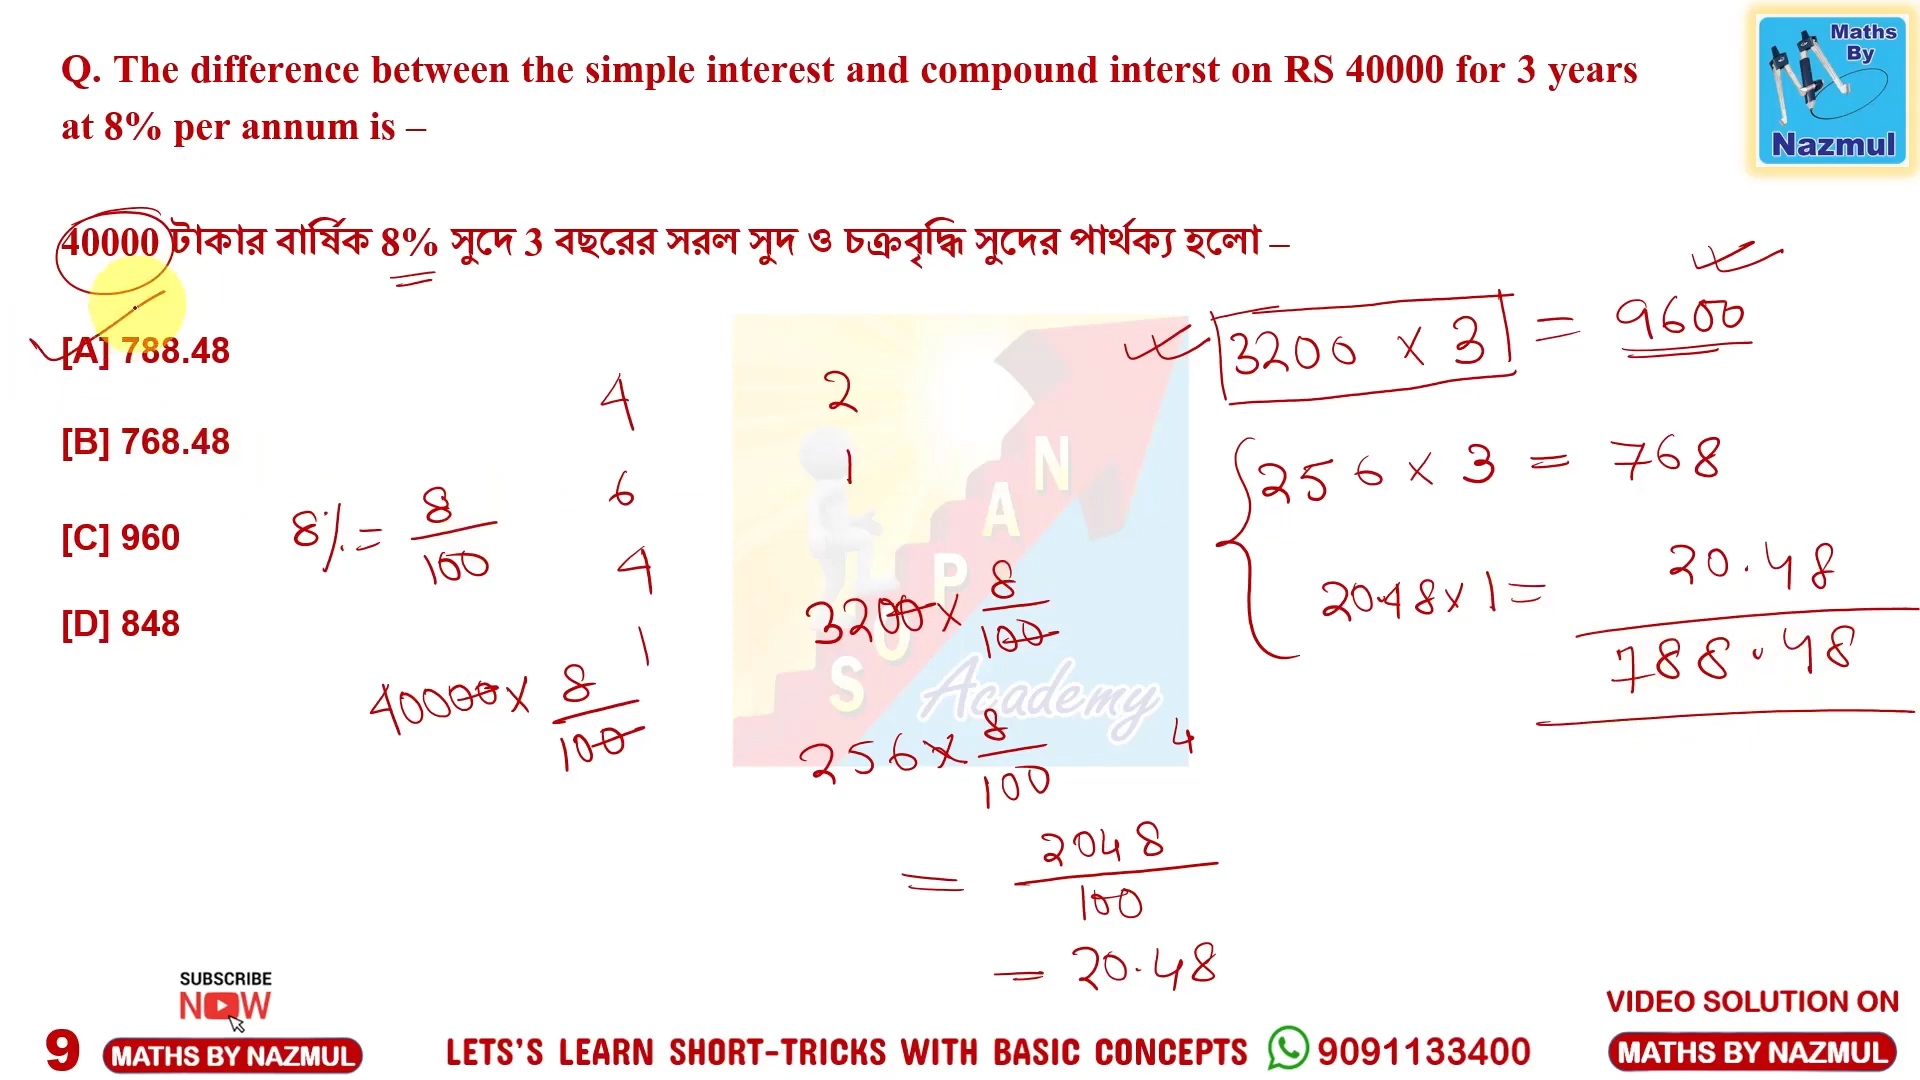 Q. The difference between the simple interest and compound interst on RS 40000 for 3 years
at 8% per annum is –
Maths
By
Nazmul
40000 টাকার বার্ষিক 8% সুদে 3 বছরের সরল সুদ ও চক্রবৃদ্ধি সুদের পার্থক্য হলো –
[A] 788.48
[B] 768.48
[C] 960
[D] 848
8% = 8/100
4
6
4
1
40000 × 8/100
2
1
3200 × 8/100
256 × 8/100
4
= 2048/100
= 20.48
3200 × 3 = 9600
256 × 3 = 768
20.48 × 1 = 20.48
788.48
SOPAN
Academy
SUBSCRIBE
NOW
9
MATHS BY NAZMUL
LETS'S LEARN SHORT-TRICKS WITH BASIC CONCEPTS
9091133400
VIDEO SOLUTION ON
MATHS BY NAZMUL